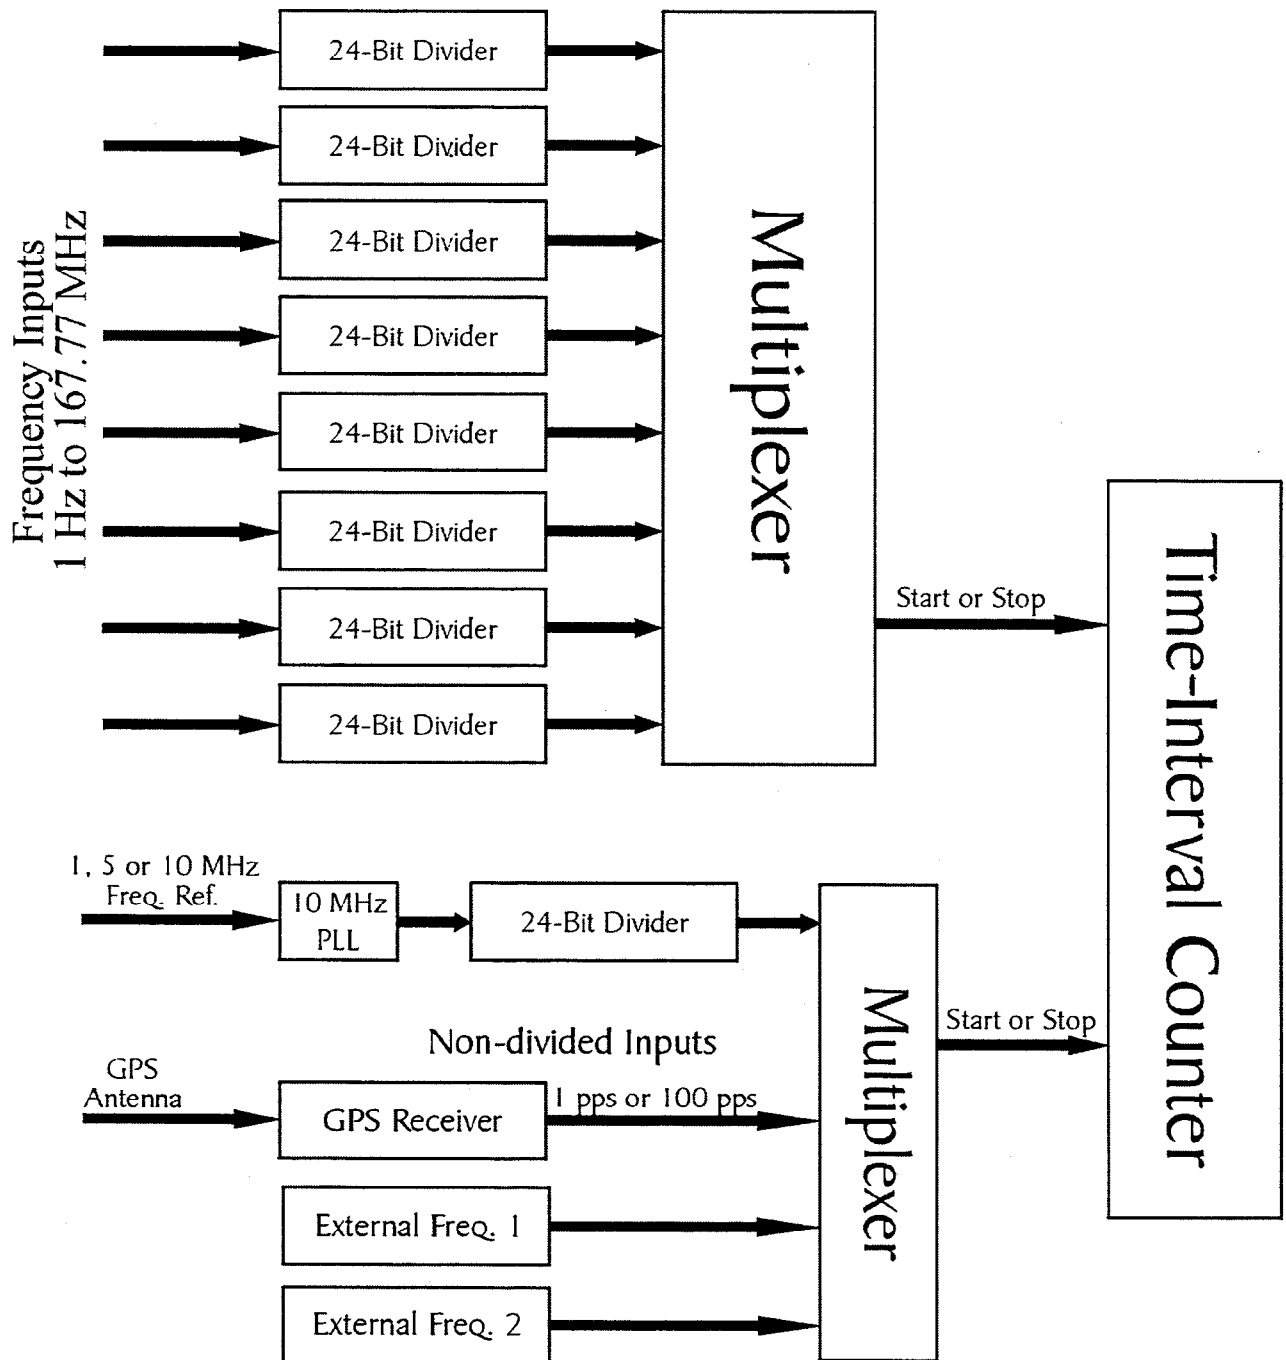 Frequency Inputs
1 Hz to 167.77 MHz
24-Bit Divider
24-Bit Divider
24-Bit Divider
24-Bit Divider
24-Bit Divider
24-Bit Divider
24-Bit Divider
24-Bit Divider
Multiplexer
Start or Stop
Time-Interval Counter
1, 5 or 10 MHz
Freq. Ref.
10 MHz
PLL
24-Bit Divider
Multiplexer
Start or Stop
Non-divided Inputs
GPS
Antenna
GPS Receiver
1 pps or 100 pps
External Freq. 1
External Freq. 2